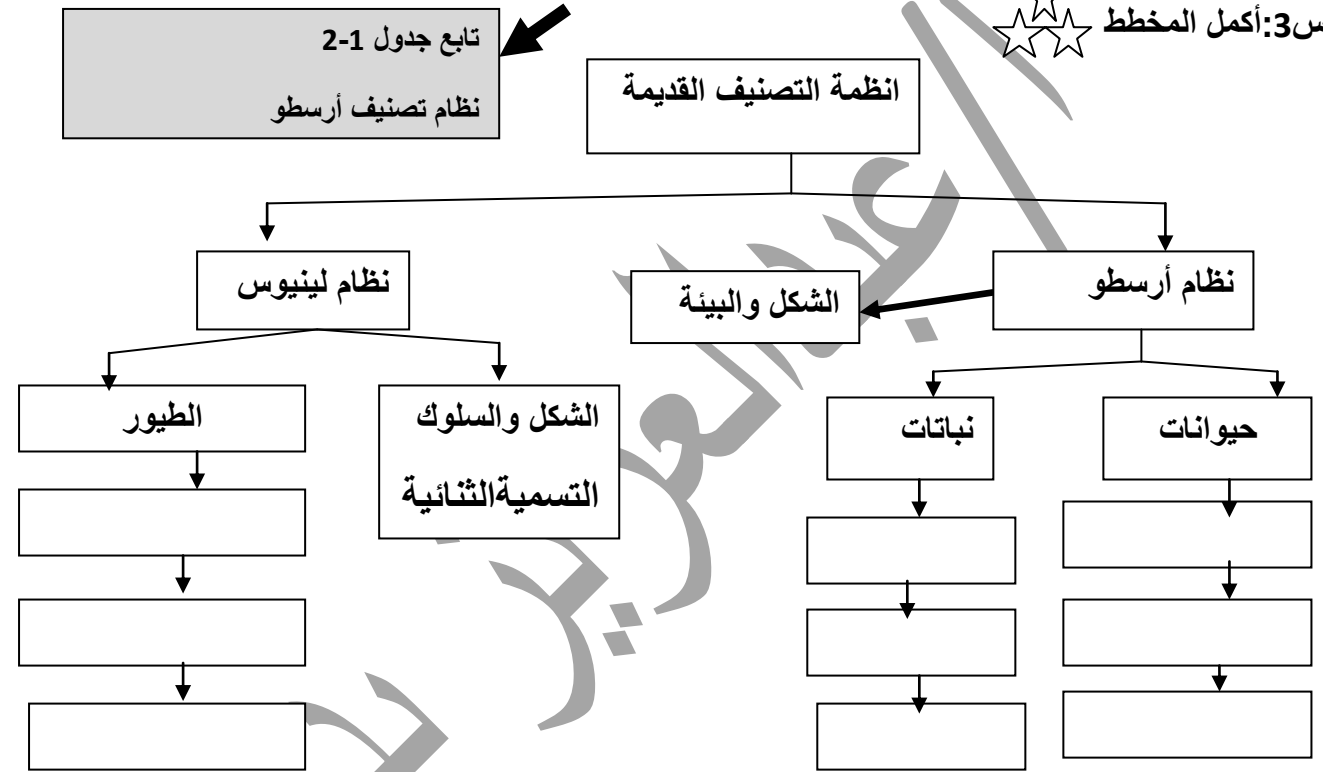 س3:أكمل المخطط
تابع جدول 1-2
نظام تصنيف أرسطو
انظمة التصنيف القديمة
نظام أرسطو
الشكل والبيئة
نظام لينيوس
حيوانات
نباتات
الشكل والسلوك
التسميةالثنائية
الطيور